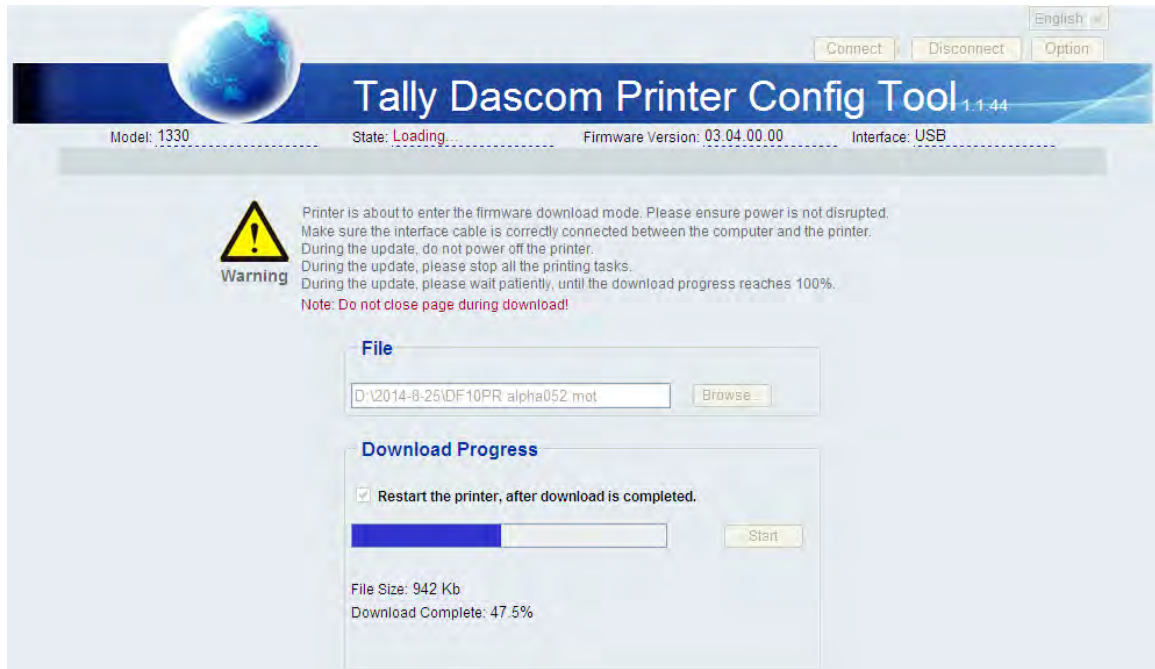 English
Connect Disconnect Option
Tally Dascom Printer Config Tool 1.1.44
Model: 1330 State: Loading... Firmware Version: 03.04.00.00 Interface: USB
Printer is about to enter the firmware download mode. Please ensure power is not disrupted.
Make sure the interface cable is correctly connected between the computer and the printer.
During the update, do not power off the printer.
During the update, please stop all the printing tasks.
Warning
During the update, please wait patiently, until the download progress reaches 100%.
Note: Do not close page during download!
File
D:\2014-8-25\DF10PR alpha052.mot Browse...
Download Progress
Restart the printer, after download is completed.
Start
File Size: 942 Kb
Download Complete: 47.5%